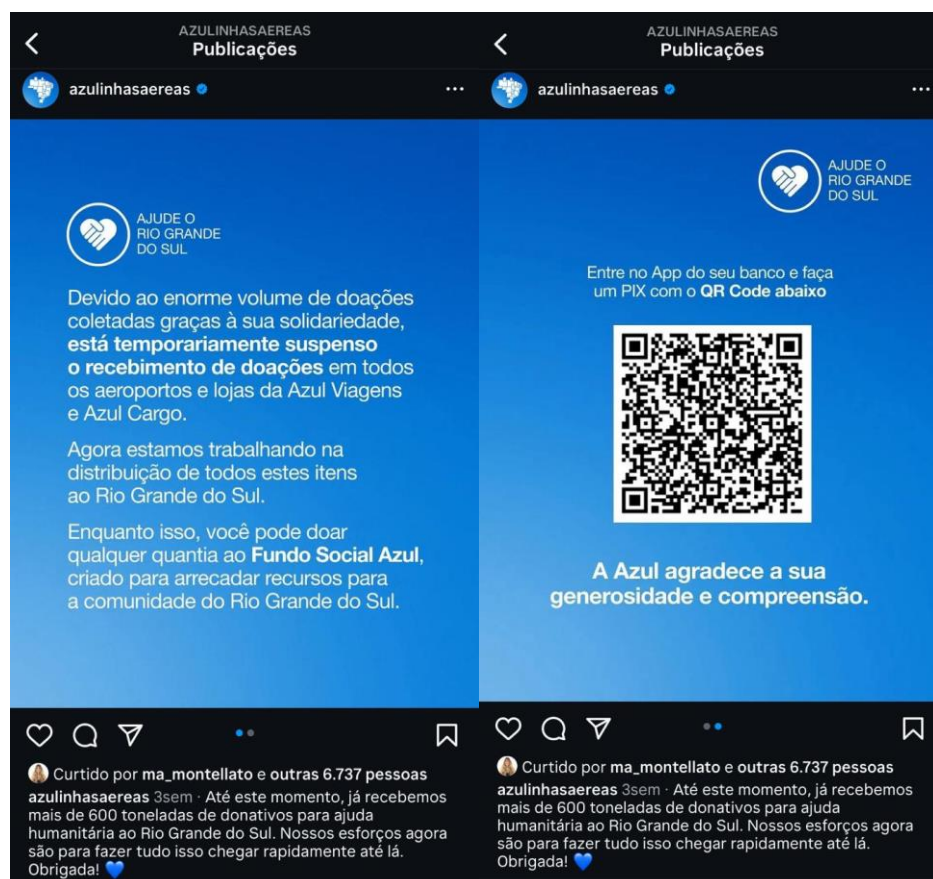 AZULINHASAEREAS
Publicações
azulinhasaereas
AJUDE O
RIO GRANDE
DO SUL
Devido ao enorme volume de doações
coletadas graças à sua solidariedade,
está temporariamente suspenso
o recebimento de doações em todos
os aeroportos e lojas da Azul Viagens
e Azul Cargo.
Agora estamos trabalhando na
distribuição de todos estes itens
ao Rio Grande do Sul.
Enquanto isso, você pode doar
qualquer quantia ao Fundo Social Azul,
criado para arrecadar recursos para
a comunidade do Rio Grande do Sul.
Curtido por ma_montellato e outras 6.737 pessoas
azulinhasaereas 3sem · Até este momento, já recebemos
mais de 600 toneladas de donativos para ajuda
humanitária ao Rio Grande do Sul. Nossos esforços agora
são para fazer tudo isso chegar rapidamente até lá.
Obrigada! 💙
AZULINHASAEREAS
Publicações
azulinhasaereas
AJUDE O
RIO GRANDE
DO SUL
Entre no App do seu banco e faça
um PIX com o QR Code abaixo
A Azul agradece a sua
generosidade e compreensão.
Curtido por ma_montellato e outras 6.737 pessoas
azulinhasaereas 3sem · Até este momento, já recebemos
mais de 600 toneladas de donativos para ajuda
humanitária ao Rio Grande do Sul. Nossos esforços agora
são para fazer tudo isso chegar rapidamente até lá.
Obrigada! 💙